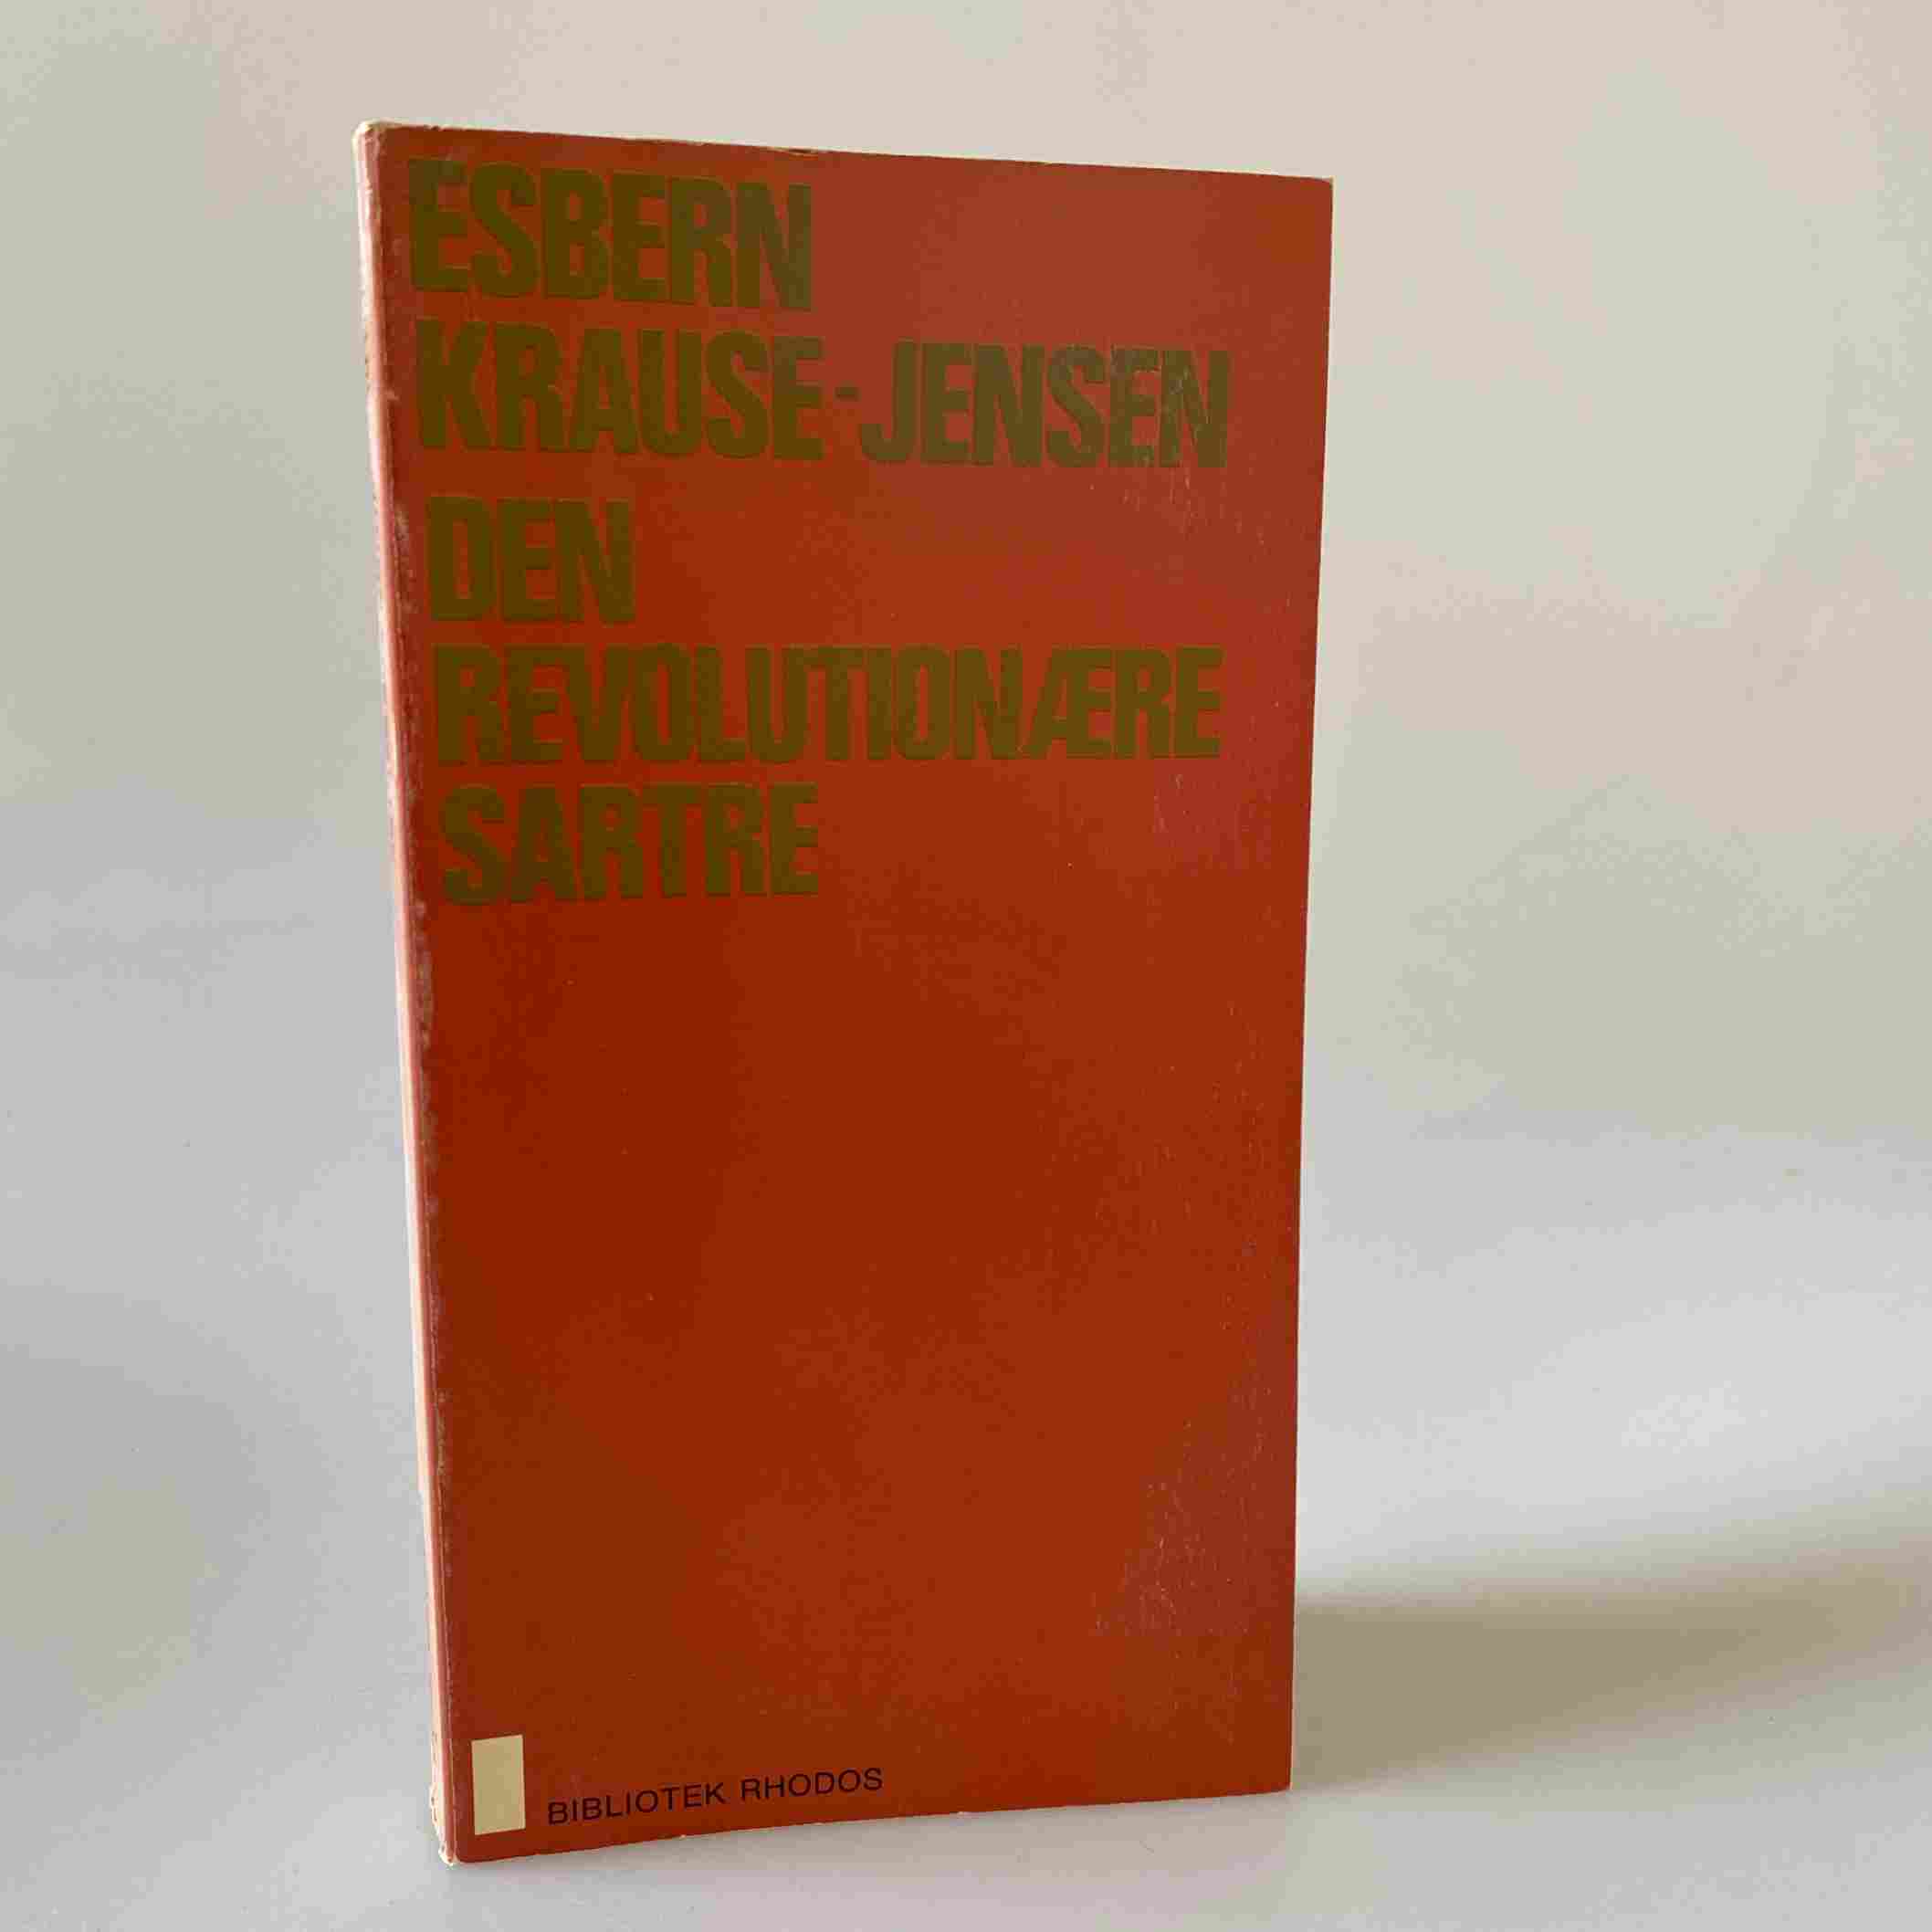 ESBERN
KRAUSE-JENSEN
DEN
REVOLUTIONÆRE
SARTRE
BIBLIOTEK RHODOS